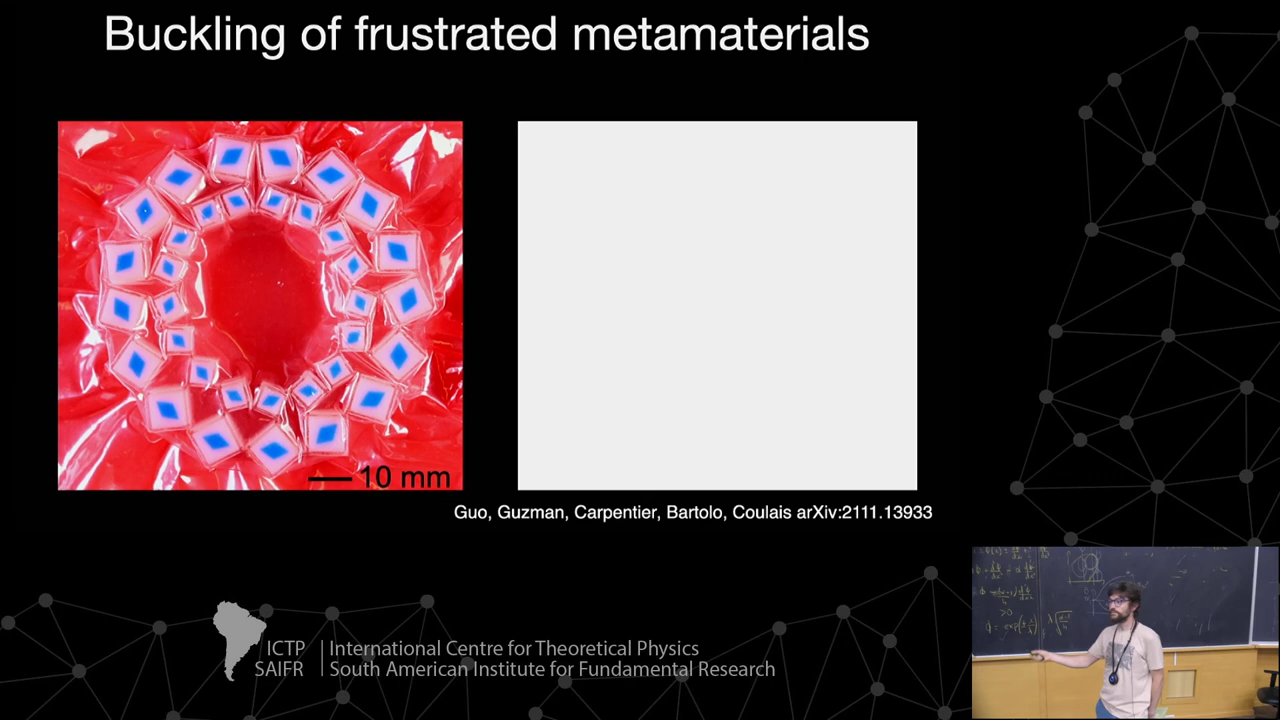 Buckling of frustrated metamaterials
10 mm
Guo, Guzman, Carpentier, Bartolo, Coulais arXiv:2111.13933
ICTP
SAIFR
International Centre for Theoretical Physics
South American Institute for Fundamental Research